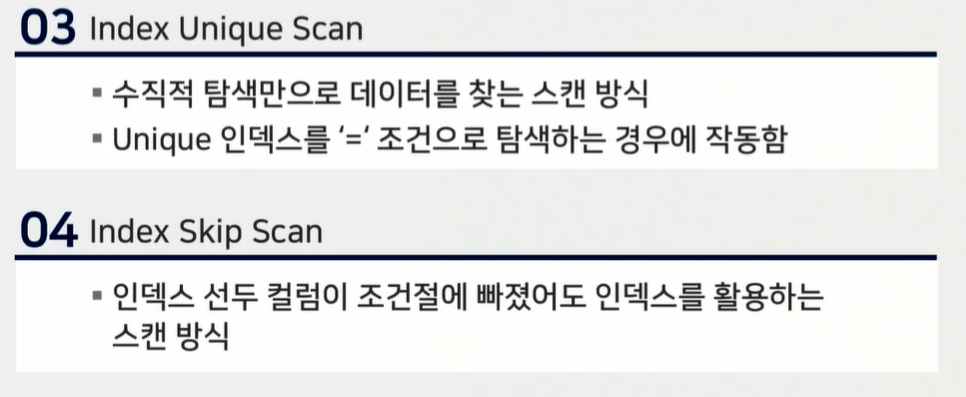 03 Index Unique Scan
▪ 수직적 탐색만으로 데이터를 찾는 스캔 방식
▪ Unique 인덱스를 ‘=‘ 조건으로 탐색하는 경우에 작동함
04 Index Skip Scan
▪ 인덱스 선두 컬럼이 조건절에 빠졌어도 인덱스를 활용하는
스캔 방식